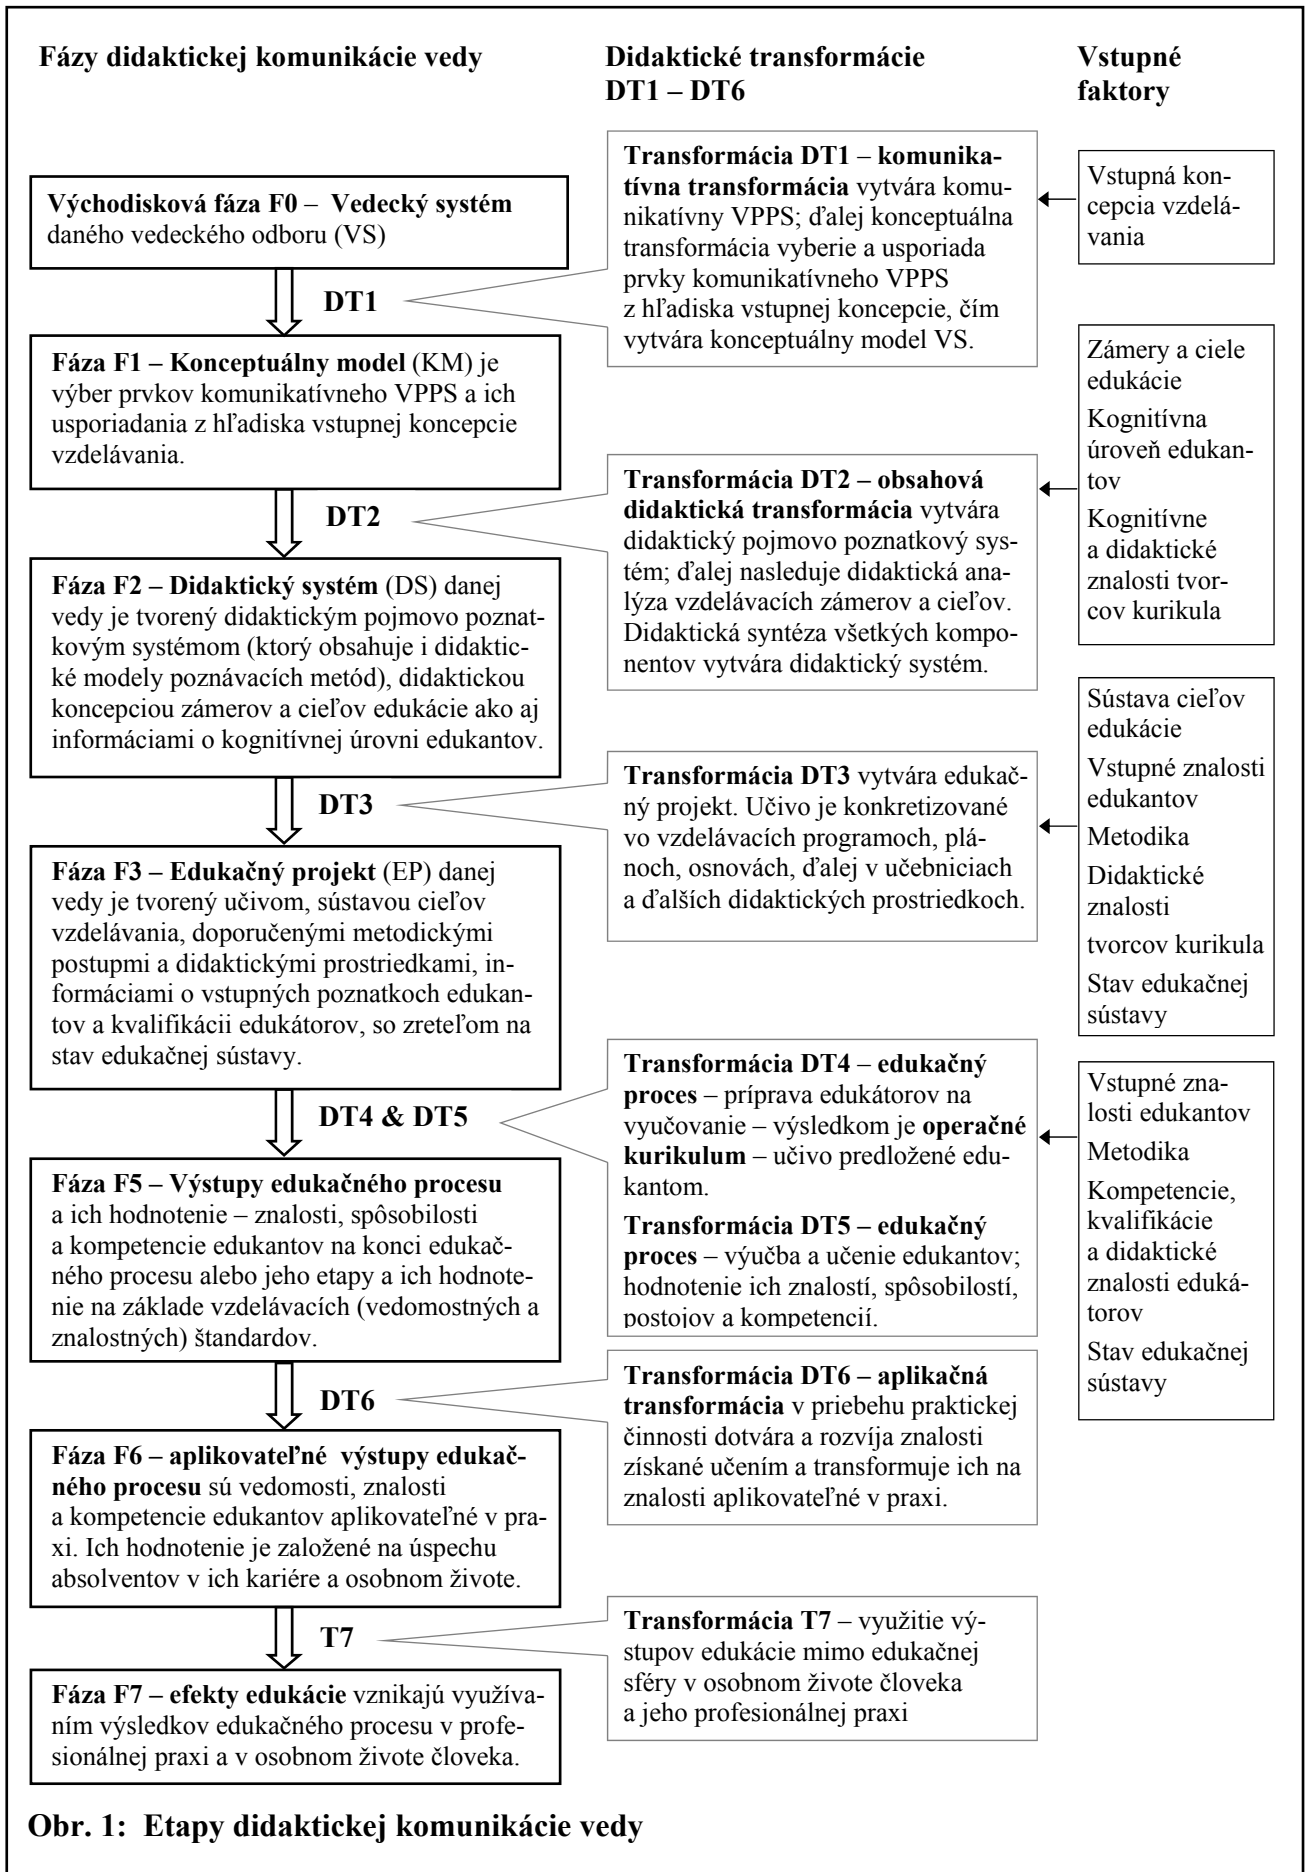 Fázy didaktickej komunikácie vedy
Didaktické transformácie
DT1 – DT6
Vstupné
faktory
Východisková fáza F0 – Vedecký systém
daného vedeckého odboru (VS)
DT1
Transformácia DT1 – komunika-
tívna transformácia vytvára komu-
nikatívny VPPS; ďalej konceptuálna
transformácia vyberie a usporiada
prvky komunikatívneho VPPS
z hľadiska vstupnej koncepcie, čím
vytvára konceptuálny model VS.
Vstupná kon-
cepcia vzdelá-
vania
Fáza F1 – Konceptuálny model (KM) je
výber prvkov komunikatívneho VPPS a ich
usporiadania z hľadiska vstupnej koncepcie
vzdelávania.
DT2
Transformácia DT2 – obsahová
didaktická transformácia vytvára
didaktický pojmovo poznatkový sys-
tém; ďalej nasleduje didaktická ana-
lýza vzdelávacích zámerov a cieľov.
Didaktická syntéza všetkých kompo-
nentov vytvára didaktický systém.
Zámery a ciele
edukácie
Kognitívna
úroveň edukan-
tov
Kognitívne
a didaktické
znalosti tvor-
cov kurikula
Fáza F2 – Didaktický systém (DS) danej
vedy je tvorený didaktickým pojmovo poznat-
kovým systémom (ktorý obsahuje i didaktic-
ké modely poznávacích metód), didaktickou
koncepciou zámerov a cieľov edukácie ako aj
informáciami o kognitívnej úrovni edukantov.
DT3
Transformácia DT3 vytvára edukač-
ný projekt. Učivo je konkretizované
vo vzdelávacích programoch, plá-
noch, osnovách, ďalej v učebniciach
a ďalších didaktických prostriedkoch.
Sústava cieľov
edukácie
Vstupné znalosti
edukantov
Metodika
Didaktické
znalosti
tvorcov kurikula
Stav edukačnej
sústavy
Fáza F3 – Edukačný projekt (EP) danej
vedy je tvorený učivom, sústavou cieľov
vzdelávania, doporučenými metodickými
postupmi a didaktickými prostriedkami, in-
formáciami o vstupných poznatkoch edukan-
tov a kvalifikácii edukátorov, so zreteľom na
stav edukačnej sústavy.
DT4 & DT5
Transformácia DT4 – edukačný
proces – príprava edukátorov na
vyučovanie – výsledkom je operačné
kurikulum – učivo predložené edu-
kantom.
Transformácia DT5 – edukačný
proces – výučba a učenie edukantov;
hodnotenie ich znalostí, spôsobilostí,
postojov a kompetencií.
Vstupné zna-
losti edukantov
Metodika
Kompetencie,
kvalifikácie
a didaktické
znalosti eduká-
torov
Stav edukačnej
sústavy
Fáza F5 – Výstupy edukačného procesu
a ich hodnotenie – znalosti, spôsobilosti
a kompetencie edukantov na konci edukač-
ného procesu alebo jeho etapy a ich hodnote-
nie na základe vzdelávacích (vedomostných a
znalostných) štandardov.
DT6
Transformácia DT6 – aplikačná
transformácia v priebehu praktickej
činnosti dotvára a rozvíja znalosti
získané učením a transformuje ich na
znalosti aplikovateľné v praxi.
Fáza F6 – aplikovateľné výstupy edukač-
ného procesu sú vedomosti, znalosti
a kompetencie edukantov aplikovateľné v pra-
xi. Ich hodnotenie je založené na úspechu
absolventov v ich kariére a osobnom živote.
T7
Transformácia T7 – využitie vý-
stupov edukácie mimo edukačnej
sféry v osobnom živote človeka
a jeho profesionálnej praxi
Fáza F7 – efekty edukácie vznikajú využíva-
ním výsledkov edukačného procesu v profe-
sionálnej praxi a v osobnom živote človeka.
Obr. 1: Etapy didaktickej komunikácie vedy